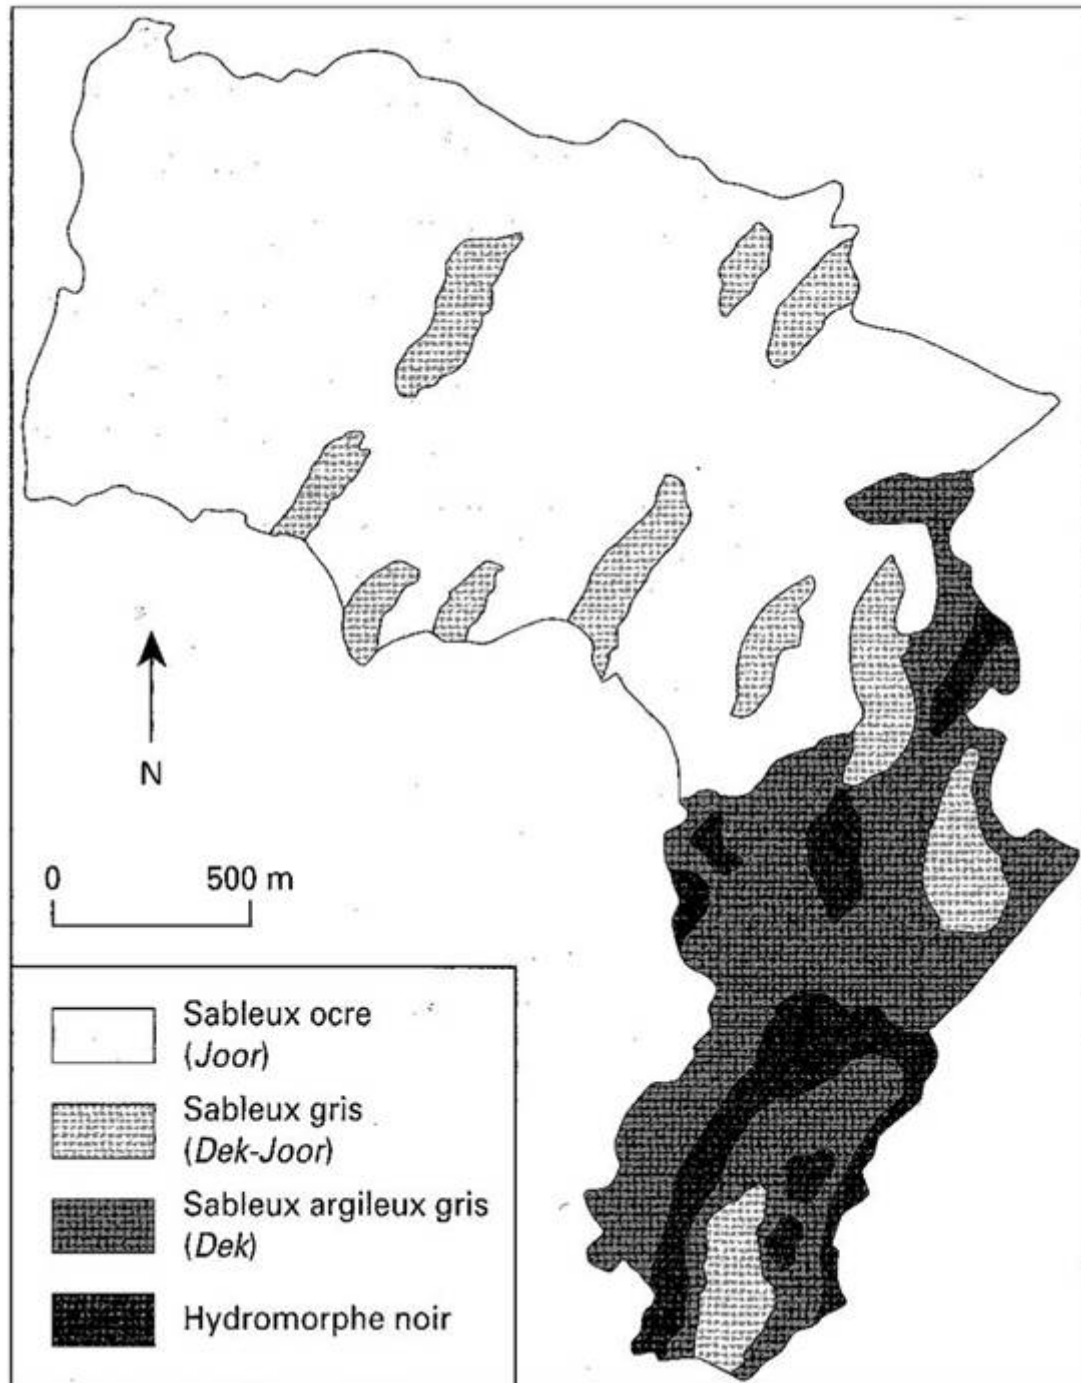 N
0 500 m
Sableux ocre
(Joor)
Sableux gris
(Dek-Joor)
Sableux argileux gris
(Dek)
Hydromorphe noir